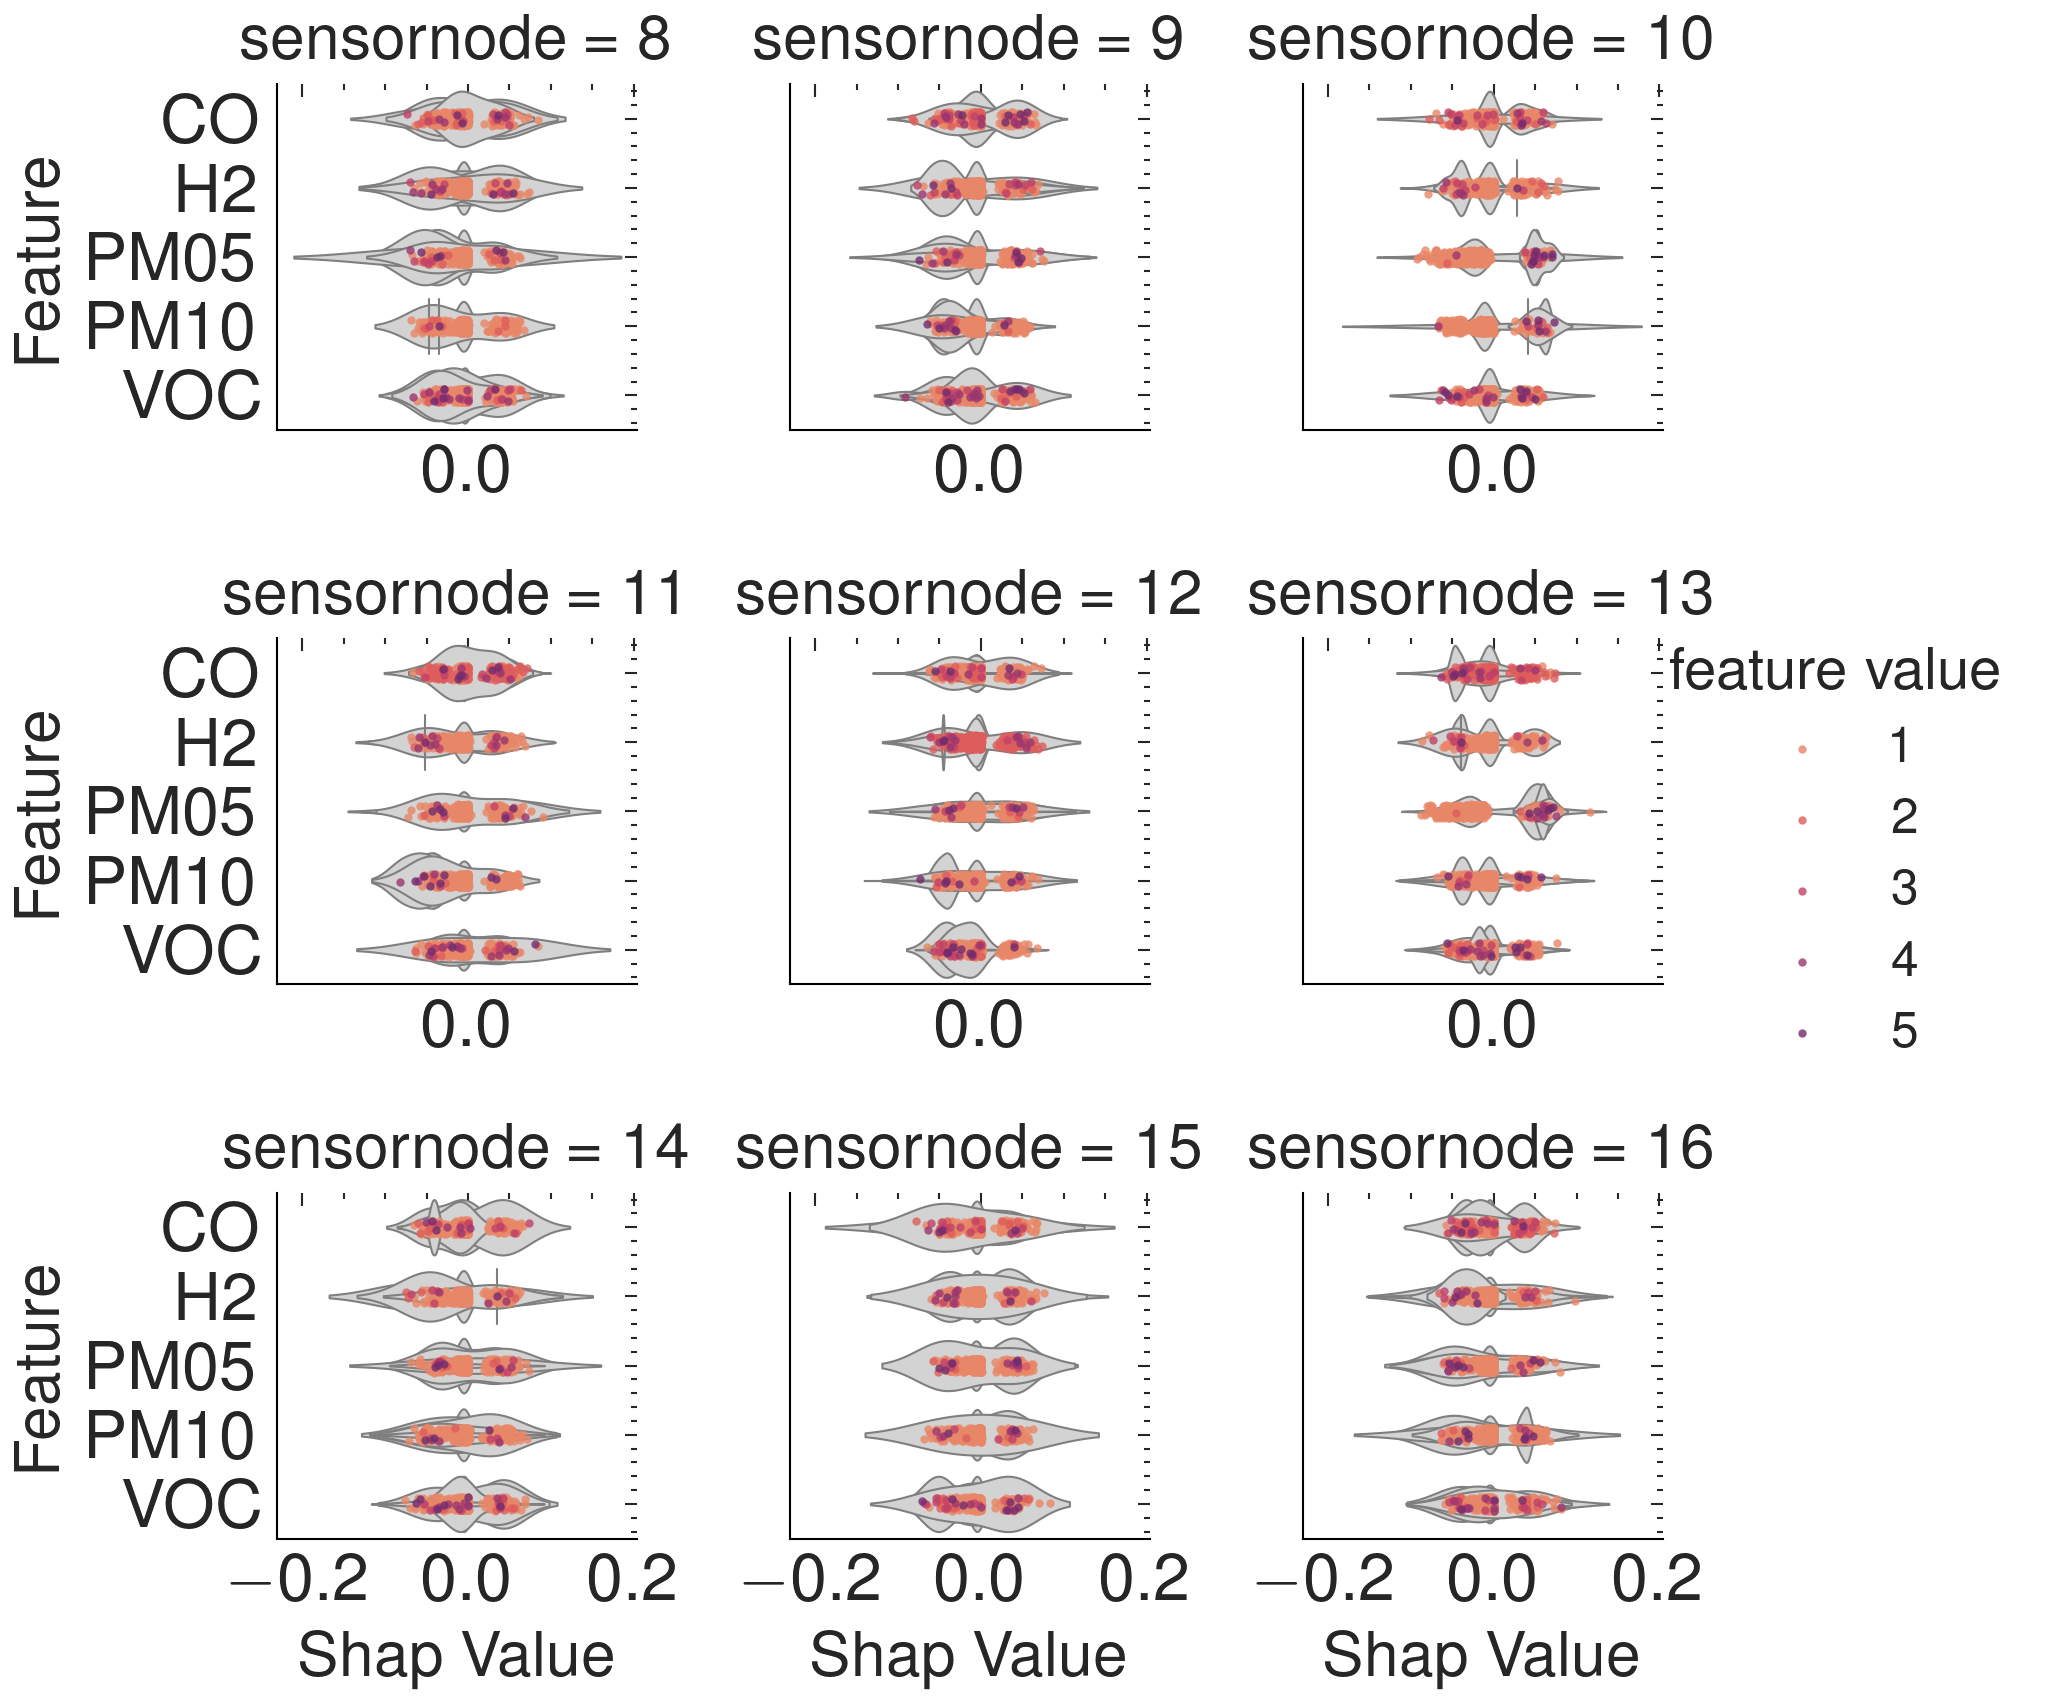 sensornode = 8 sensornode = 9 sensornode = 10
Feature
CO
H2
PM05
PM10
VOC
0.0 0.0 0.0
sensornode = 11 sensornode = 12 sensornode = 13
Feature
CO
H2
PM05
PM10
VOC
0.0 0.0 0.0
feature value
1
2
3
4
5
sensornode = 14 sensornode = 15 sensornode = 16
Feature
CO
H2
PM05
PM10
VOC
−0.2 0.0 0.2 −0.2 0.0 0.2 −0.2 0.0 0.2
Shap Value Shap Value Shap Value